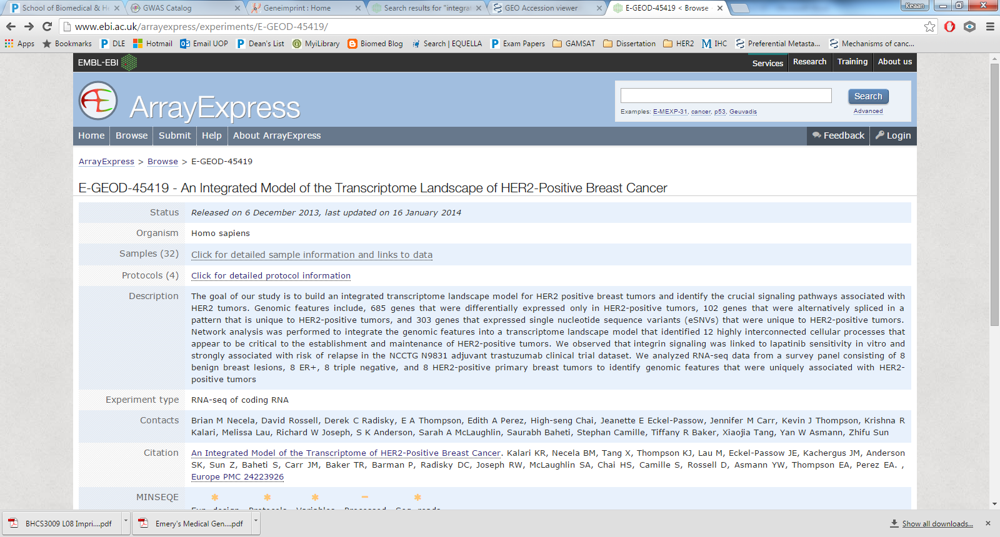 School of Biomedical & He
GWAS Catalog
Geneimprint : Home
Search results for "integrat
GEO Accession viewer
E-GEOD-45419 < Browse
Keaan
www.ebi.ac.uk/arrayexpress/experiments/E-GEOD-45419/
Apps Bookmarks DLE Hotmail Email UOP Dean's List MyiLibrary Biomed Blog Search | EQUELLA Exam Papers GAMSAT Dissertation HER2 IHC Preferential Metasta... Mechanisms of canc...
EMBL-EBI Services Research Training About us
ArrayExpress
Search
Examples: E-MEXP-31, cancer, p53, Geuvadis Advanced
Home Browse Submit Help About ArrayExpress Feedback Login
ArrayExpress > Browse > E-GEOD-45419
E-GEOD-45419 - An Integrated Model of the Transcriptome Landscape of HER2-Positive Breast Cancer
Status Released on 6 December 2013, last updated on 16 January 2014
Organism Homo sapiens
Samples (32) Click for detailed sample information and links to data
Protocols (4) Click for detailed protocol information
Description The goal of our study is to build an integrated transcriptome landscape model for HER2 positive breast tumors and identify the crucial signaling pathways associated with
HER2 tumors. Genomic features include, 685 genes that were differentially expressed only in HER2-positive tumors, 102 genes that were alternatively spliced in a
pattern that is unique to HER2-positive tumors, and 303 genes that expressed single nucleotide sequence variants (eSNVs) that were unique to HER2-positive tumors.
Network analysis was performed to integrate the genomic features into a transcriptome landscape model that identified 12 highly interconnected cellular processes that
appear to be critical to the establishment and maintenance of HER2-positive tumors. We observed that integrin signaling was linked to lapatinib sensitivity in vitro and
strongly associated with risk of relapse in the NCCTG N9831 adjuvant trastuzumab clinical trial dataset. We analyzed RNA-seq data from a survey panel consisting of 8
benign breast lesions, 8 ER+, 8 triple negative, and 8 HER2-positive primary breast tumors to identify genomic features that were uniquely associated with HER2-
positive tumors
Experiment type RNA-seq of coding RNA
Contacts Brian M Necela, David Rossell, Derek C Radisky, E A Thompson, Edith A Perez, High-seng Chai, Jeanette E Eckel-Passow, Jennifer M Carr, Kevin J Thompson, Krishna R
Kalari, Melissa Lau, Richard W Joseph, S K Anderson, Sarah A McLaughlin, Saurabh Baheti, Stephan Camille, Tiffany R Baker, Xiaojia Tang, Yan W Asmann, Zhifu Sun
Citation An Integrated Model of the Transcriptome of HER2-Positive Breast Cancer. Kalari KR, Necela BM, Tang X, Thompson KJ, Lau M, Eckel-Passow JE, Kachergus JM, Anderson
SK, Sun Z, Baheti S, Carr JM, Baker TR, Barman P, Radisky DC, Joseph RW, McLaughlin SA, Chai HS, Camille S, Rossell D, Asmann YW, Thompson EA, Perez EA. ,
Europe PMC 24223926
MINSEQE * * * - *
Exp. design Protocols Variables Processed Seq. reads
BHCS3009 L08 Impri....pdf Emery's Medical Gen....pdf Show all downloads...